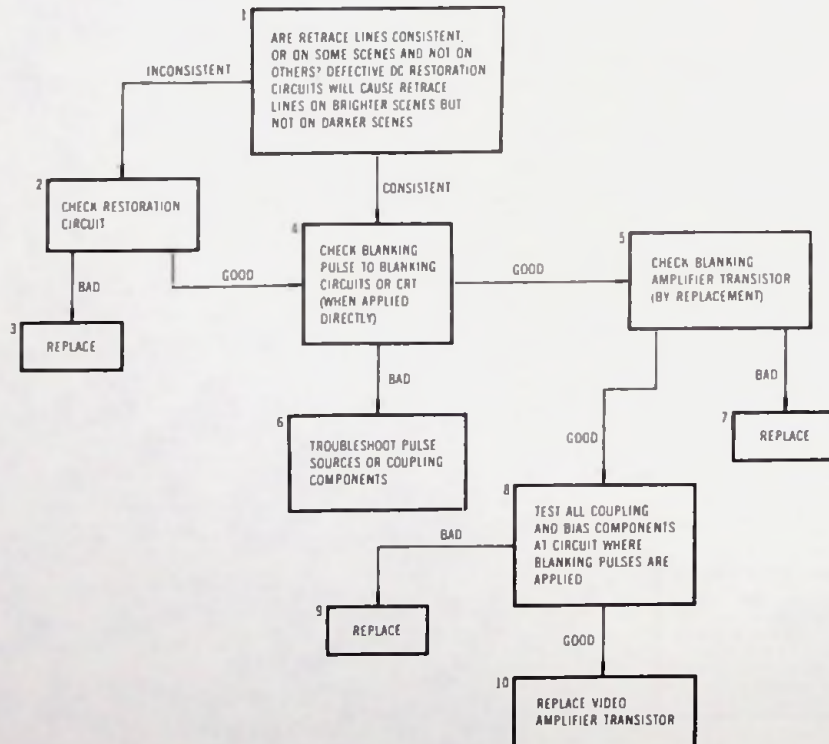 1
ARE RETRACE LINES CONSISTENT,
OR ON SOME SCENES AND NOT ON
OTHERS? DEFECTIVE DC RESTORATION
CIRCUITS WILL CAUSE RETRACE
LINES ON BRIGHTER SCENES BUT
NOT ON DARKER SCENES
INCONSISTENT
CONSISTENT
2
CHECK RESTORATION
CIRCUIT
BAD
GOOD
3
REPLACE
4
CHECK BLANKING
PULSE TO BLANKING
CIRCUITS OR CRT
(WHEN APPLIED
DIRECTLY)
GOOD
BAD
5
CHECK BLANKING
AMPLIFIER TRANSISTOR
(BY REPLACEMENT)
BAD
GOOD
6
TROUBLESHOOT PULSE
SOURCES OR COUPLING
COMPONENTS
7
REPLACE
8
TEST ALL COUPLING
AND BIAS COMPONENTS
AT CIRCUIT WHERE
BLANKING PULSES ARE
APPLIED
BAD
GOOD
9
REPLACE
10
REPLACE VIDEO
AMPLIFIER TRANSISTOR